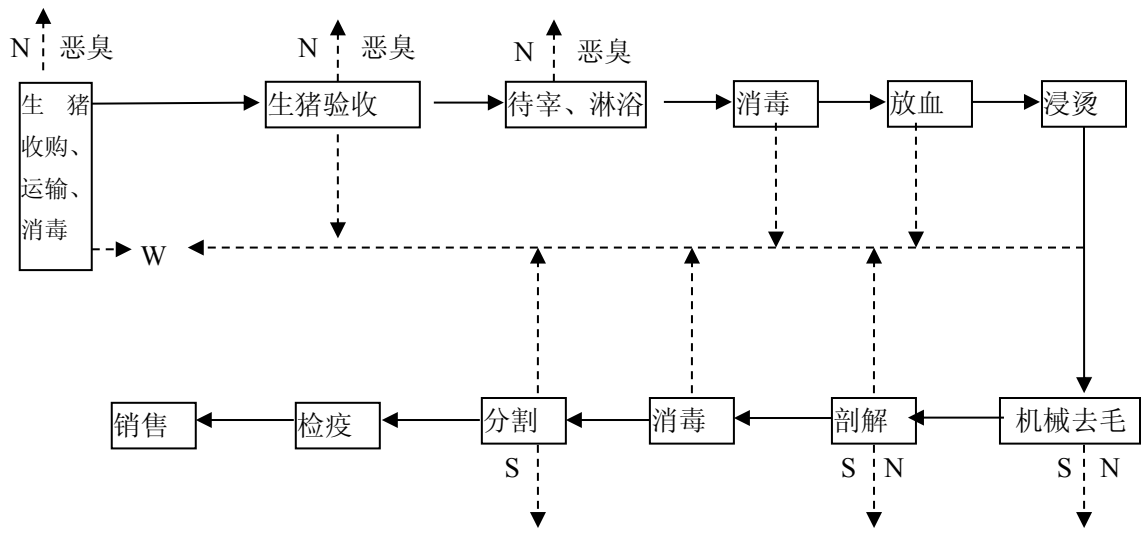 N 恶臭
N 恶臭
N 恶臭
生 猪
收购、
运输、
消毒
生猪验收
待宰、淋浴
消毒
放血
浸烫
W
销售
检疫
分割
消毒
剖解
机械去毛
S
S N
S N